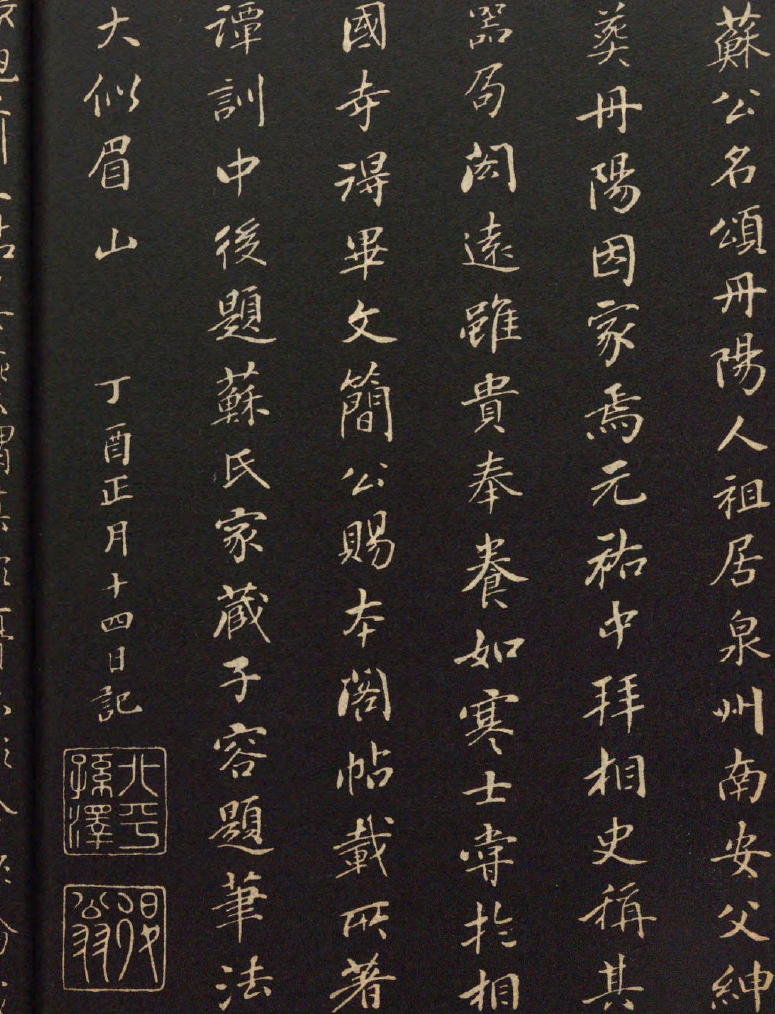 蘇公名頌丹陽人祖居泉州南安父紳
葬丹陽因家焉元祐中拜相史稱其
器局閎遠雖貴奉養如寒士嘗於相
國寺得畢文簡公賜本閣帖載所著
譚訓中後題蘇氏家藏子容題筆法
大似眉山
丁酉正月十四日記
北平孫澤
退翁